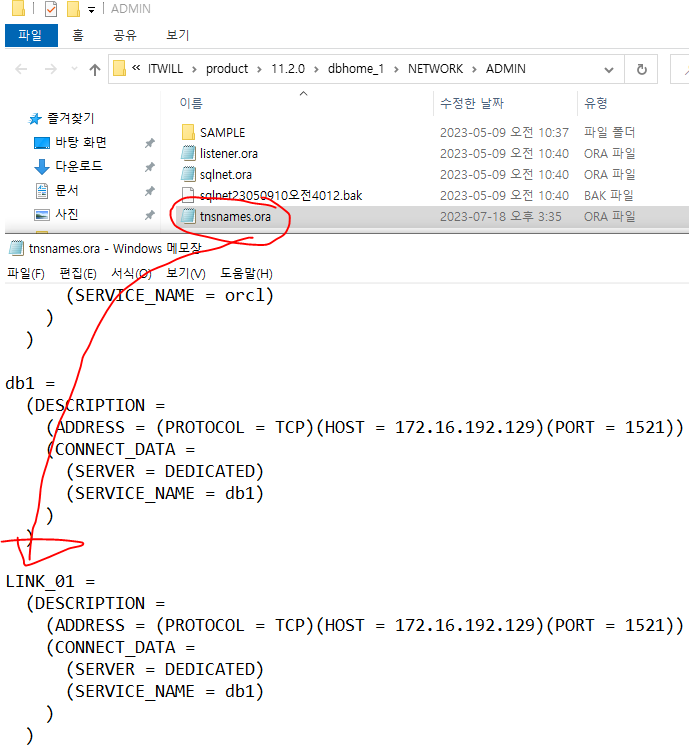 ADMIN
파일 홈 공유 보기
« ITWILL › product › 11.2.0 › dbhome_1 › NETWORK › ADMIN
이름 수정한 날짜 유형
즐겨찾기
바탕 화면
다운로드
문서
사진
SAMPLE 2023-05-09 오전 10:37 파일 폴더
listener.ora 2023-05-09 오전 10:40 ORA 파일
sqlnet.ora 2023-05-09 오전 10:40 ORA 파일
sqlnet23050910오전4012.bak 2023-05-09 오전 10:40 BAK 파일
tnsnames.ora 2023-07-18 오후 3:35 ORA 파일
tnsnames.ora - Windows 메모장
파일(F) 편집(E) 서식(O) 보기(V) 도움말(H)
(SERVICE_NAME = orcl)
)
)
db1 =
(DESCRIPTION =
(ADDRESS = (PROTOCOL = TCP)(HOST = 172.16.192.129)(PORT = 1521))
(CONNECT_DATA =
(SERVER = DEDICATED)
(SERVICE_NAME = db1)
)
)
LINK_01 =
(DESCRIPTION =
(ADDRESS = (PROTOCOL = TCP)(HOST = 172.16.192.129)(PORT = 1521))
(CONNECT_DATA =
(SERVER = DEDICATED)
(SERVICE_NAME = db1)
)
)